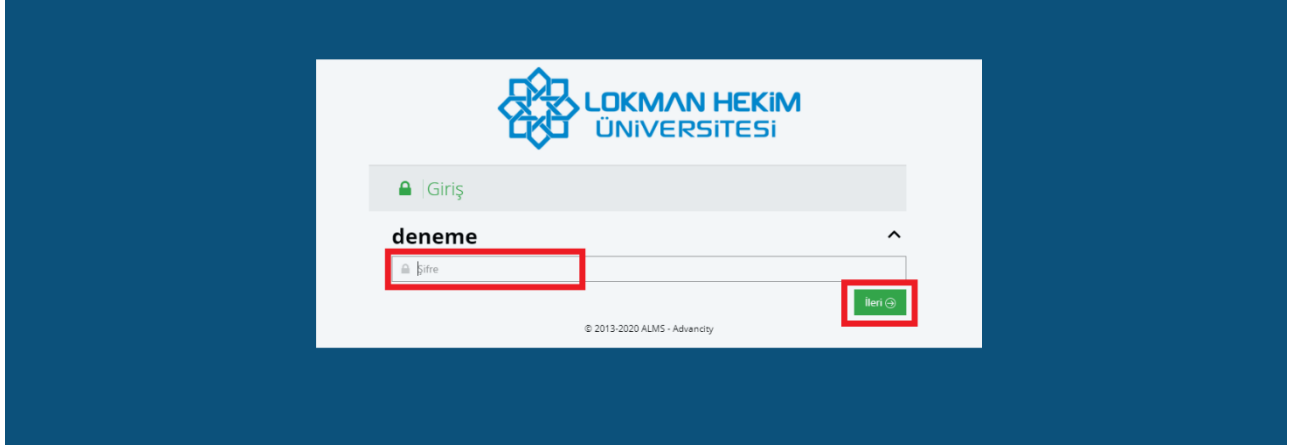 LOKMAN HEKİM
ÜNİVERSİTESİ
Giriş
deneme
Şifre
İleri
© 2013-2020 ALMS - Advancity